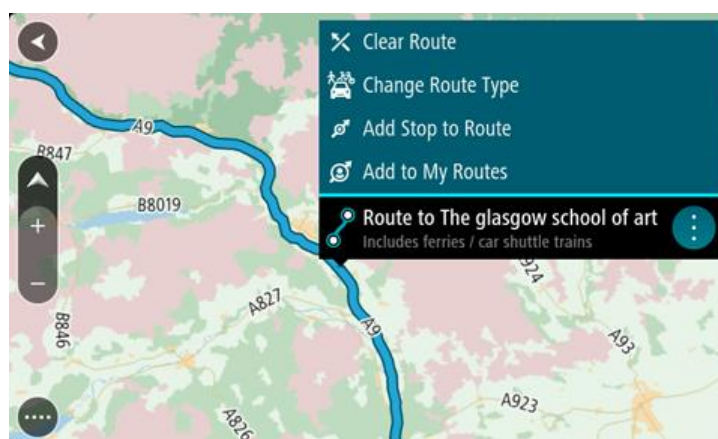 Clear Route
Change Route Type
Add Stop to Route
Add to My Routes
Route to The glasgow school of art
Includes ferries / car shuttle trains
A9
B847
B8019
A827
B846
A9
A924
A93
A923
A826